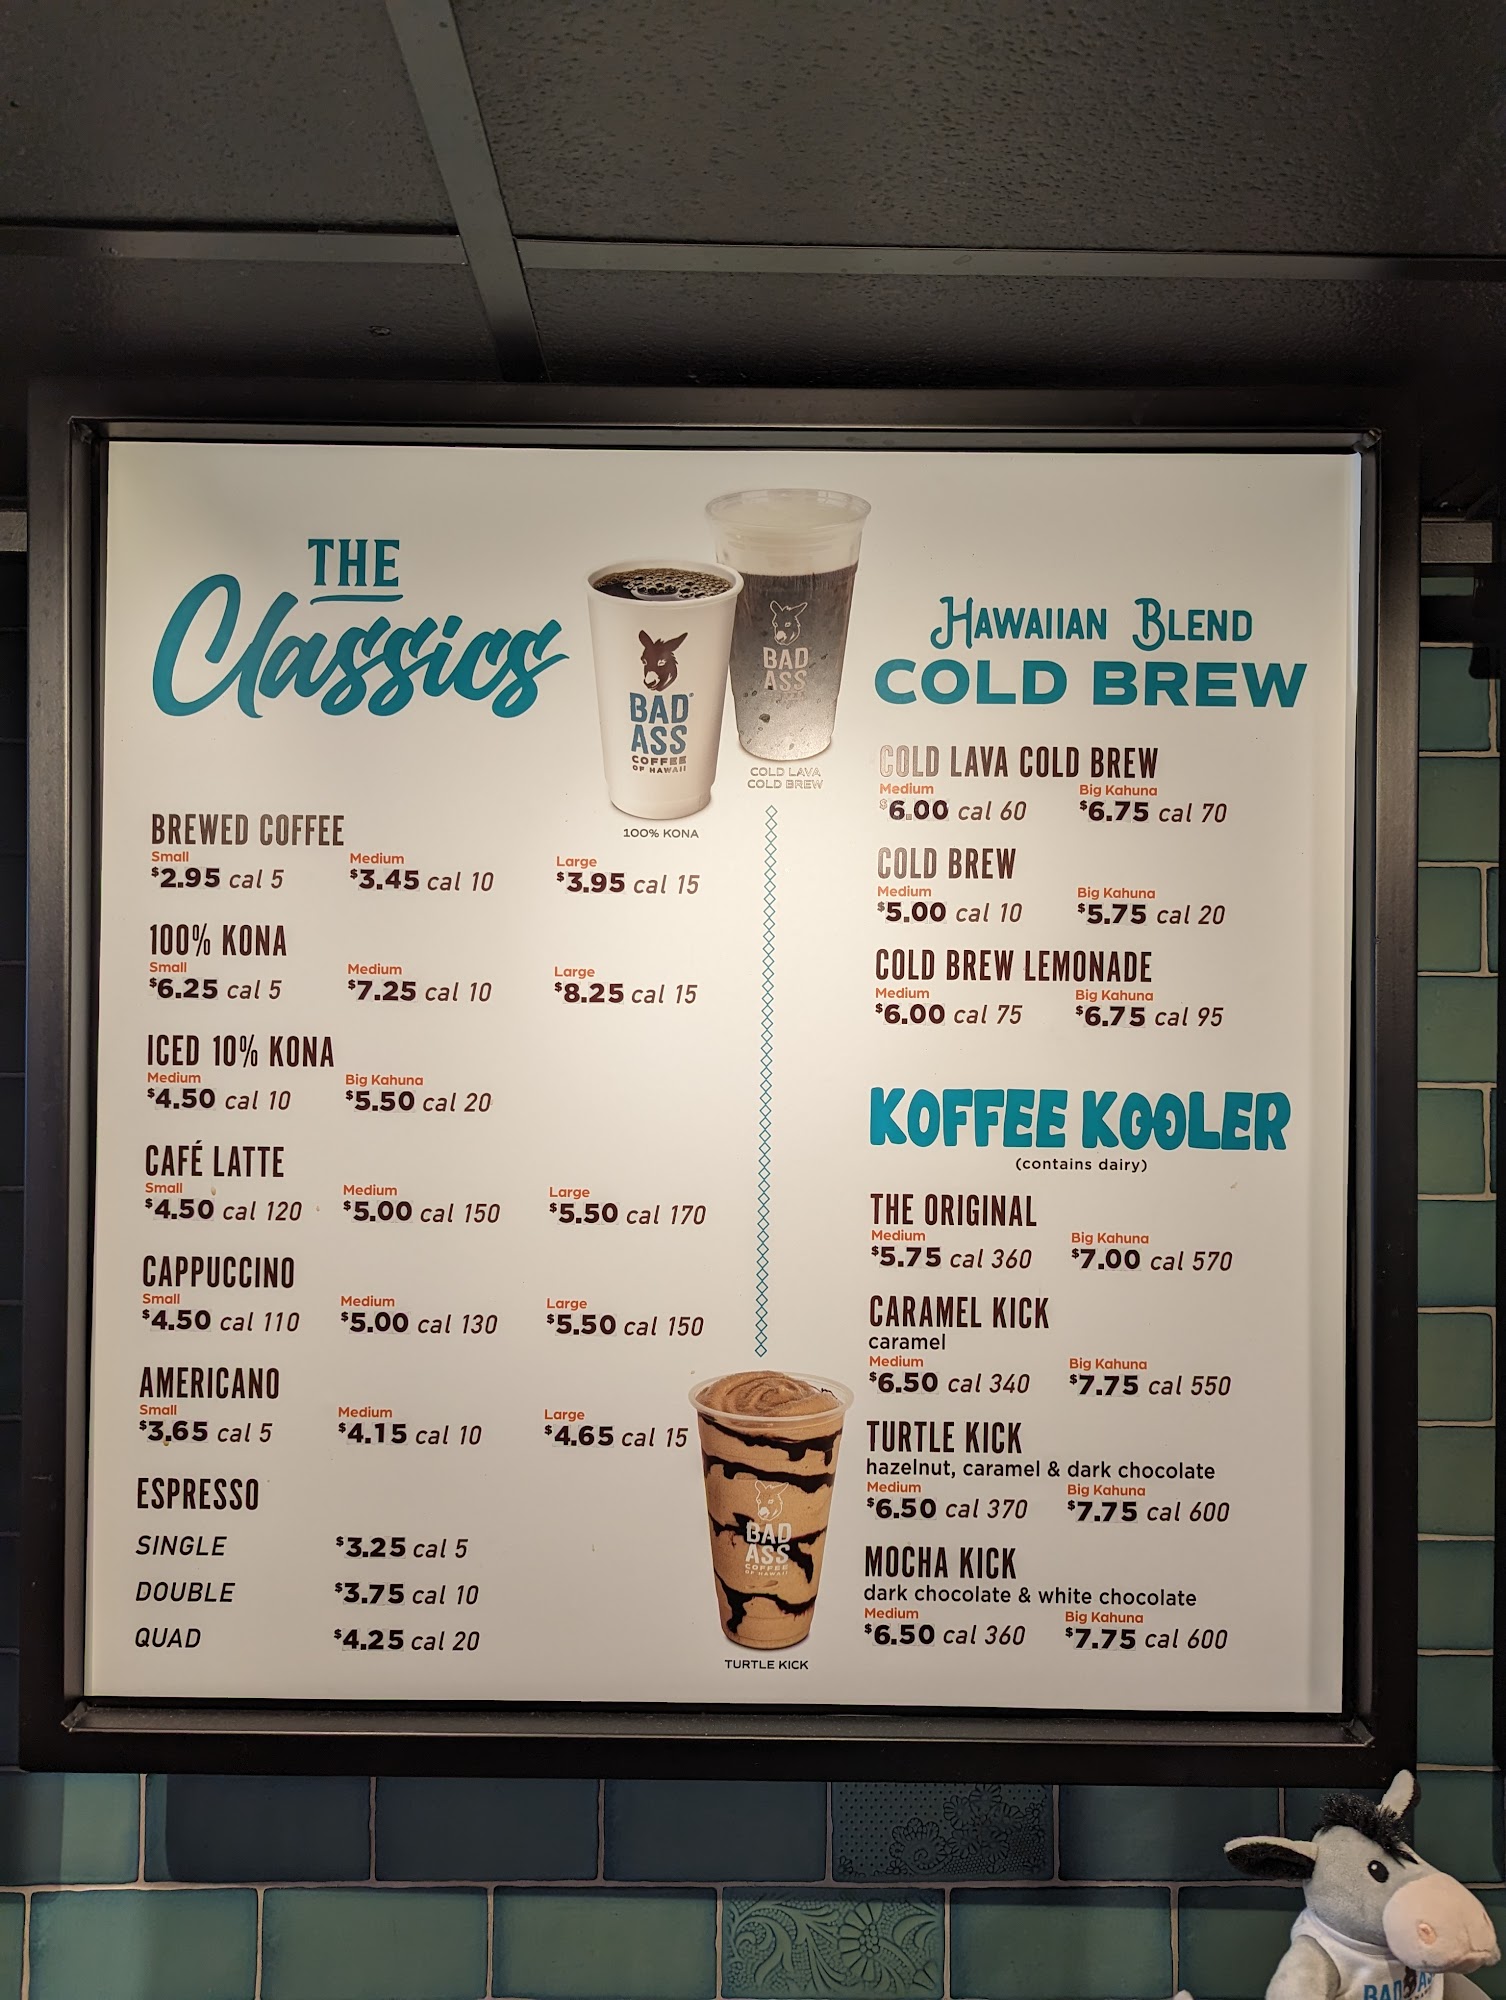 THE
Classics
BAD
ASS
COFFEE
OF HAWAII
100% KONA
BAD
ASS
COFFEE
COLD LAVA
COLD BREW
BREWED COFFEE
Small Medium Large
$2.95 cal 5 $3.45 cal 10 $3.95 cal 15
100% KONA
Small Medium Large
$6.25 cal 5 $7.25 cal 10 $8.25 cal 15
ICED 10% KONA
Medium Big Kahuna
$4.50 cal 10 $5.50 cal 20
CAFÉ LATTE
Small Medium Large
$4.50 cal 120 $5.00 cal 150 $5.50 cal 170
CAPPUCCINO
Small Medium Large
$4.50 cal 110 $5.00 cal 130 $5.50 cal 150
AMERICANO
Small Medium Large
$3.65 cal 5 $4.15 cal 10 $4.65 cal 15
ESPRESSO
SINGLE $3.25 cal 5
DOUBLE $3.75 cal 10
QUAD $4.25 cal 20
HAWAIIAN BLEND
COLD BREW
COLD LAVA COLD BREW
Medium Big Kahuna
$6.00 cal 60 $6.75 cal 70
COLD BREW
Medium Big Kahuna
$5.00 cal 10 $5.75 cal 20
COLD BREW LEMONADE
Medium Big Kahuna
$6.00 cal 75 $6.75 cal 95
KOFFEE KOOLER
(contains dairy)
THE ORIGINAL
Medium Big Kahuna
$5.75 cal 360 $7.00 cal 570
CARAMEL KICK
caramel
Medium Big Kahuna
$6.50 cal 340 $7.75 cal 550
TURTLE KICK
hazelnut, caramel & dark chocolate
Medium Big Kahuna
$6.50 cal 370 $7.75 cal 600
MOCHA KICK
dark chocolate & white chocolate
Medium Big Kahuna
$6.50 cal 360 $7.75 cal 600
BAD
ASS
COFFEE
OF HAWAII
TURTLE KICK
BAD A